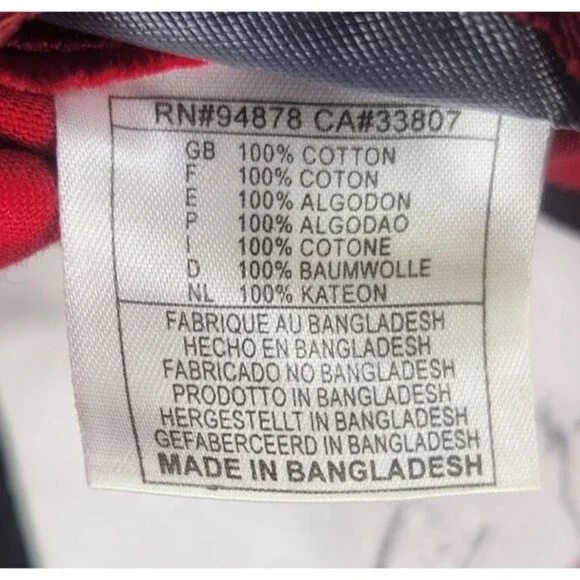 RN#94878 CA#33807
GB 100% COTTON
F 100% COTON
E 100% ALGODON
P 100% ALGODAO
I 100% COTONE
D 100% BAUMWOLLE
NL 100% KATEON
FABRIQUE AU BANGLADESH
HECHO EN BANGLADESH
FABRICADO NO BANGLADESH
PRODOTTO IN BANGLADESH
HERGESTELLT IN BANGLADESH
GEFABERCEERD IN BANGLADESH
MADE IN BANGLADESH